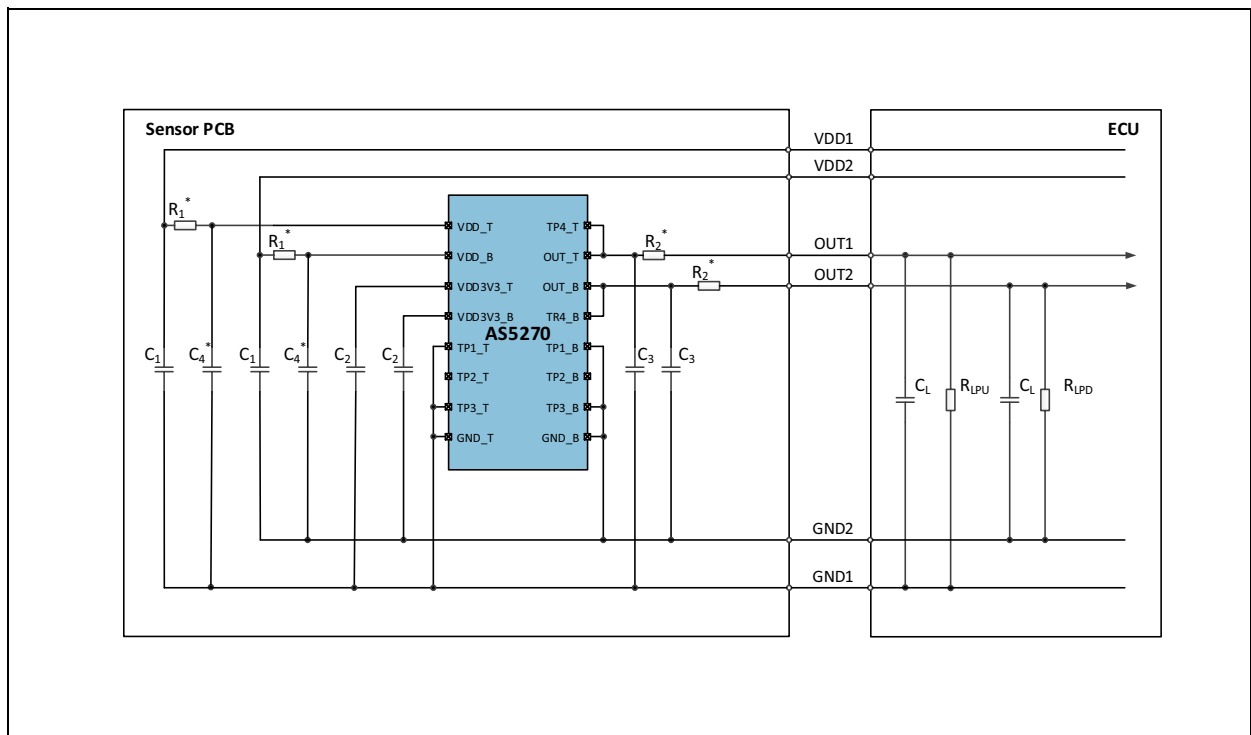 Sensor PCB
ECU
VDD1
VDD2
R1*
VDD_T
TP4_T
R2*
OUT1
R1*
VDD_B
OUT_T
R2*
OUT2
VDD3V3_T
OUT_B
VDD3V3_B
TR4_B
AS5270
C1
C4*
C1
C4*
C2
C2
TP1_T
TP1_B
C3
C3
TP2_T
TP2_B
CL
RLPU
CL
RLPD
TP3_T
TP3_B
GND_T
GND_B
GND2
GND1